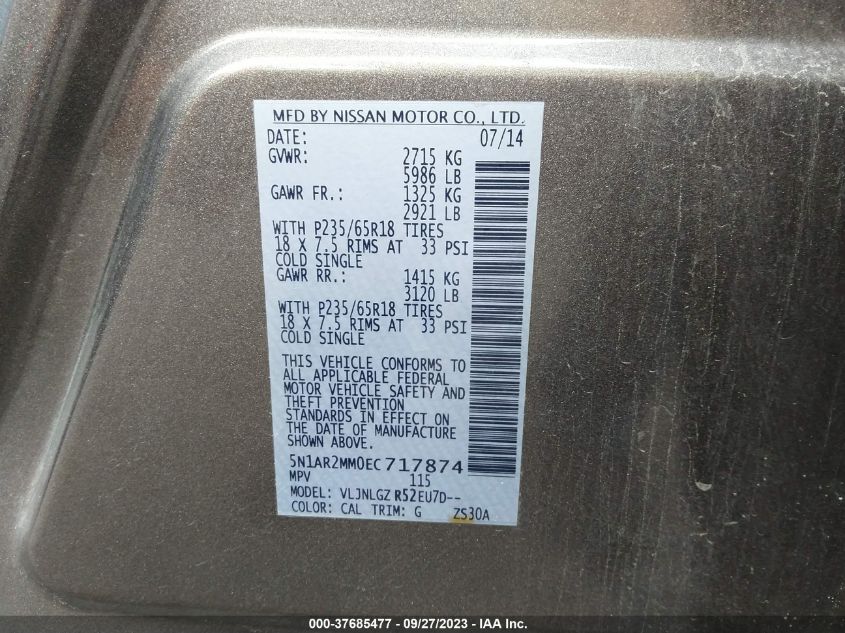 MFD BY NISSAN MOTOR CO., LTD.
DATE: 07/14
GVWR: 2715 KG
5986 LB
GAWR FR.: 1325 KG
2921 LB
WITH P235/65R18 TIRES
18 X 7.5 RIMS AT 33 PSI
COLD SINGLE
GAWR RR.: 1415 KG
3120 LB
WITH P235/65R18 TIRES
18 X 7.5 RIMS AT 33 PSI
COLD SINGLE
THIS VEHICLE CONFORMS TO
ALL APPLICABLE FEDERAL
MOTOR VEHICLE SAFETY AND
THEFT PREVENTION
STANDARDS IN EFFECT ON
THE DATE OF MANUFACTURE
SHOWN ABOVE.
5N1AR2MM0EC717874
MPV 115
MODEL: VLJNLGZ R52EU7D--
COLOR: CAL TRIM: G ZS30A
000-37685477 - 09/27/2023 - IAA Inc.